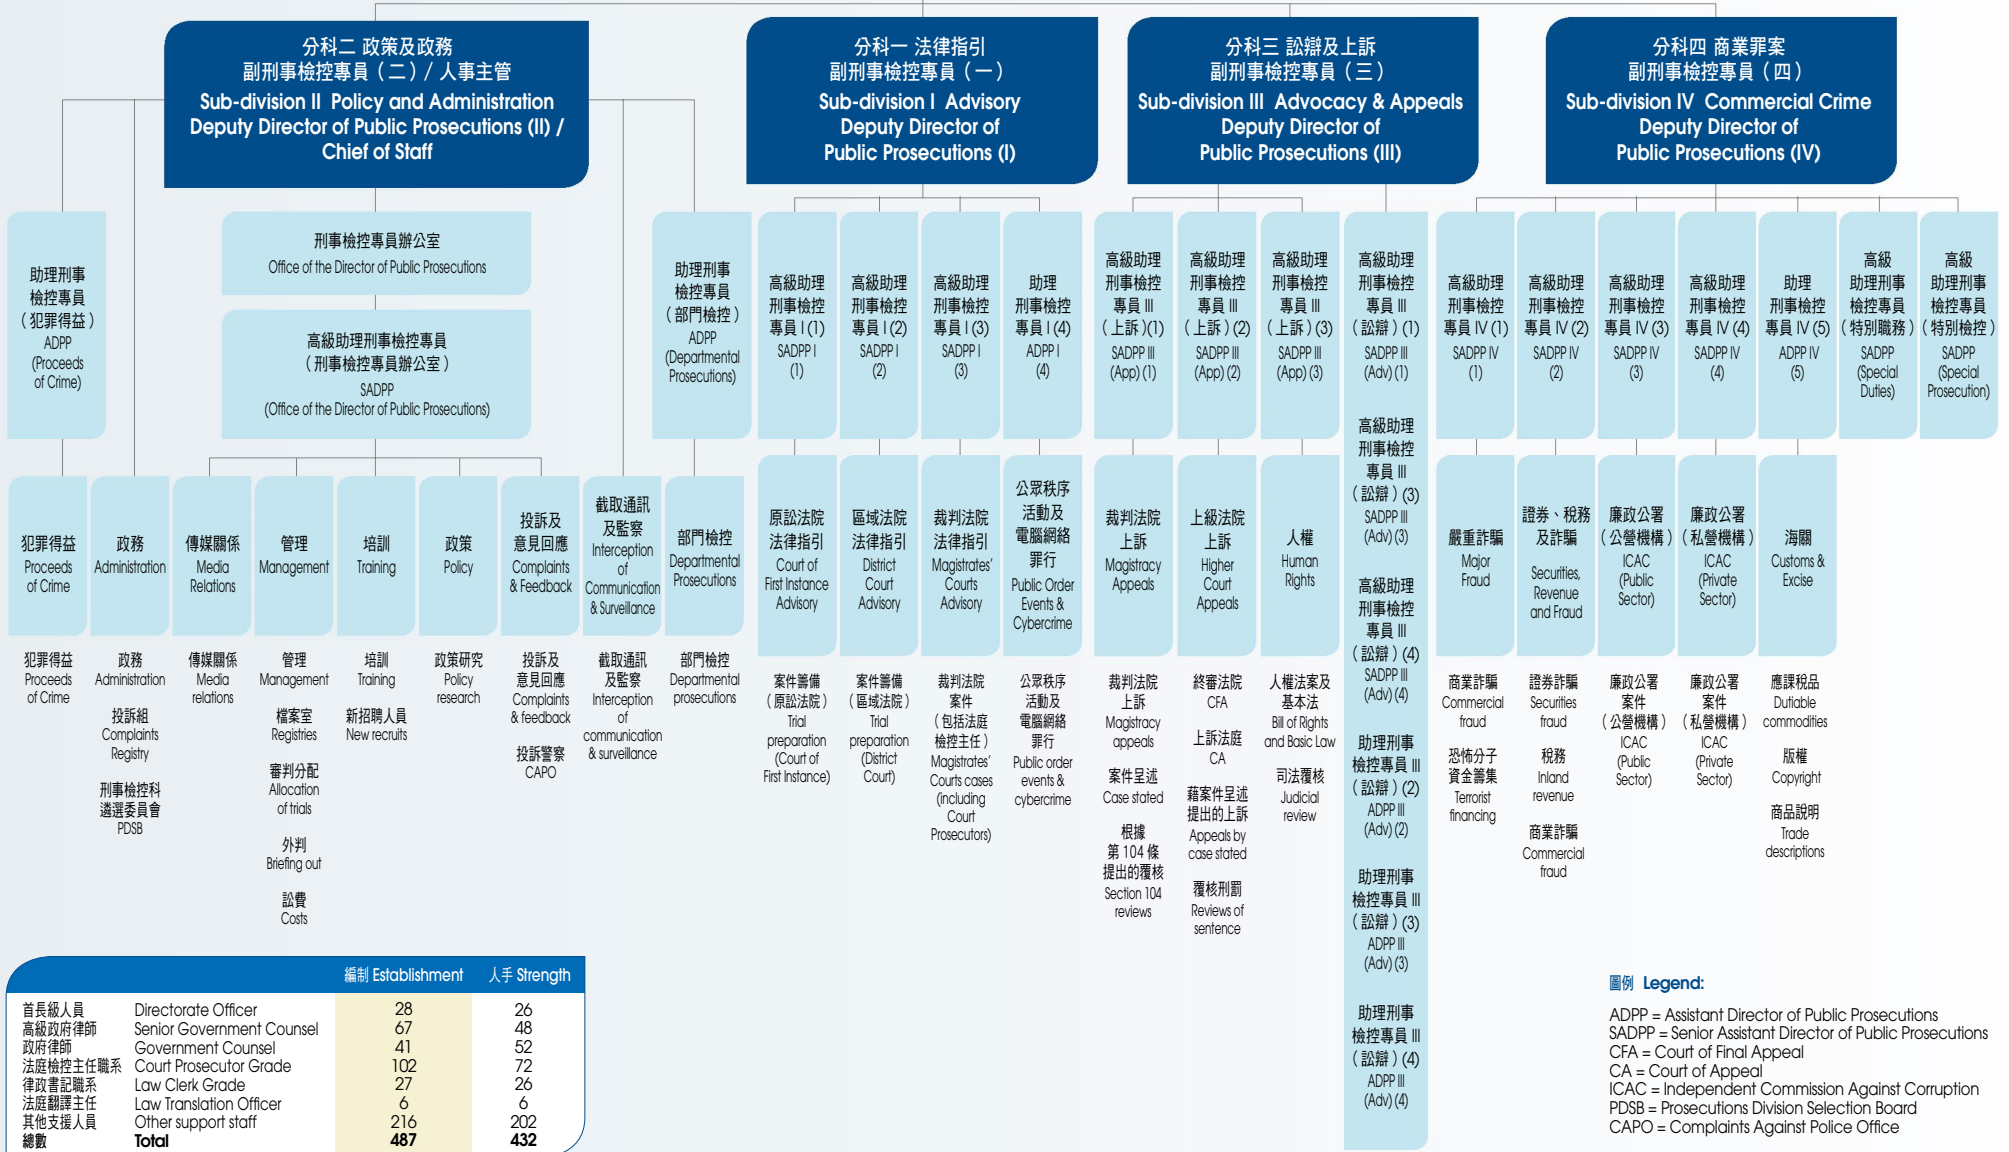 分科二 政策及政務
副刑事檢控專員（二）/ 人事主管
Sub-division II Policy and Administration
Deputy Director of Public Prosecutions (II) /
Chief of Staff
分科一 法律指引
副刑事檢控專員（一）
Sub-division I Advisory
Deputy Director of
Public Prosecutions (I)
分科三 訟辯及上訴
副刑事檢控專員（三）
Sub-division III Advocacy & Appeals
Deputy Director of
Public Prosecutions (III)
分科四 商業罪案
副刑事檢控專員（四）
Sub-division IV Commercial Crime
Deputy Director of
Public Prosecutions (IV)
助理刑事
檢控專員
（犯罪得益）
ADPP
(Proceeds
of Crime)
刑事檢控專員辦公室
Office of the Director of Public Prosecutions
高級助理刑事檢控專員
（刑事檢控專員辦公室）
SADPP
(Office of the Director of Public Prosecutions)
助理刑事
檢控專員
（部門檢控）
ADPP
(Departmental
Prosecutions)
高級助理
刑事檢控
專員 I (1)
SADPP I
(1)
高級助理
刑事檢控
專員 I (2)
SADPP I
(2)
高級助理
刑事檢控
專員 I (3)
SADPP I
(3)
助理
刑事檢控
專員 I (4)
ADPP I
(4)
高級助理
刑事檢控
專員 III
（上訴）(1)
SADPP III
(App) (1)
高級助理
刑事檢控
專員 III
（上訴）(2)
SADPP III
(App) (2)
高級助理
刑事檢控
專員 III
（上訴）(3)
SADPP III
(App) (3)
高級助理
刑事檢控
專員 III
（訟辯）(1)
SADPP III
(Adv) (1)
高級助理
刑事檢控
專員 III
（訟辯）(3)
SADPP III
(Adv) (3)
高級助理
刑事檢控
專員 III
（訟辯）(4)
SADPP III
(Adv) (4)
助理刑事
檢控專員 III
（訟辯）(2)
ADPP III
(Adv) (2)
助理刑事
檢控專員 III
（訟辯）(3)
ADPP III
(Adv) (3)
助理刑事
檢控專員 III
（訟辯）(4)
ADPP III
(Adv) (4)
高級助理
刑事檢控
專員 IV (1)
SADPP IV
(1)
高級助理
刑事檢控
專員 IV (2)
SADPP IV
(2)
高級助理
刑事檢控
專員 IV (3)
SADPP IV
(3)
高級助理
刑事檢控
專員 IV (4)
SADPP IV
(4)
助理
刑事檢控
專員 IV (5)
ADPP IV
(5)
高級
助理刑事
檢控專員
（特別職務）
SADPP
(Special
Duties)
高級
助理刑事
檢控專員
（特別檢控）
SADPP
(Special
Prosecution)
犯罪得益
Proceeds
of Crime
政務
Administration
傳媒關係
Media
Relations
管理
Management
培訓
Training
政策
Policy
投訴及
意見回應
Complaints
& Feedback
截取通訊
及監察
Interception
of
Communication
& Surveillance
部門檢控
Departmental
Prosecutions
原訟法院
法律指引
Court of
First Instance
Advisory
區域法院
法律指引
District
Court
Advisory
裁判法院
法律指引
Magistrates'
Courts
Advisory
公眾秩序
活動及
電腦網絡
罪行
Public Order
Events &
Cybercrime
裁判法院
上訴
Magistracy
Appeals
上級法院
上訴
Higher
Court
Appeals
人權
Human
Rights
嚴重詐騙
Major
Fraud
證券、稅務
及詐騙
Securities,
Revenue
and Fraud
廉政公署
（公營機構）
ICAC
(Public
Sector)
廉政公署
（私營機構）
ICAC
(Private
Sector)
海關
Customs &
Excise
犯罪得益
Proceeds
of Crime
政務
Administration
投訴組
Complaints
Registry
刑事檢控科
遴選委員會
PDSB
傳媒關係
Media
relations
管理
Management
檔案室
Registries
審判分配
Allocation
of trials
外判
Briefing out
訟費
Costs
培訓
Training
新招聘人員
New recruits
政策研究
Policy
research
投訴及
意見回應
Complaints
& feedback
投訴警察
CAPO
截取通訊
及監察
Interception
of
communication
& surveillance
部門檢控
Departmental
prosecutions
案件籌備
（原訟法院）
Trial
preparation
(Court of
First Instance)
案件籌備
（區域法院）
Trial
preparation
(District
Court)
裁判法院
案件
（包括法庭
檢控主任）
Magistrates'
Courts cases
(including
Court
Prosecutors)
公眾秩序
活動及
電腦網絡
罪行
Public order
events &
cybercrime
裁判法院
上訴
Magistracy
appeals
案件呈述
Case stated
根據
第 104 條
提出的覆核
Section 104
reviews
終審法院
CFA
上訴法庭
CA
藉案件呈述
提出的上訴
Appeals by
case stated
覆核刑罰
Reviews of
sentence
人權法案及
基本法
Bill of Rights
and Basic Law
司法覆核
Judicial
review
商業詐騙
Commercial
fraud
恐怖分子
資金籌集
Terrorist
financing
證券詐騙
Securities
fraud
稅務
Inland
revenue
商業詐騙
Commercial
fraud
廉政公署
案件
（公營機構）
ICAC
(Public
Sector)
廉政公署
案件
（私營機構）
ICAC
(Private
Sector)
應課稅品
Dutiable
commodities
版權
Copyright
商品說明
Trade
descriptions
編制 Establishment 人手 Strength
首長級人員 Directorate Officer 28 26
高級政府律師 Senior Government Counsel 67 48
政府律師 Government Counsel 41 52
法庭檢控主任職系 Court Prosecutor Grade 102 72
律政書記職系 Law Clerk Grade 27 26
法庭翻譯主任 Law Translation Officer 6 6
其他支援人員 Other support staff 216 202
總數 Total 487 432
圖例 Legend:
ADPP = Assistant Director of Public Prosecutions
SADPP = Senior Assistant Director of Public Prosecutions
CFA = Court of Final Appeal
CA = Court of Appeal
ICAC = Independent Commission Against Corruption
PDSB = Prosecutions Division Selection Board
CAPO = Complaints Against Police Office